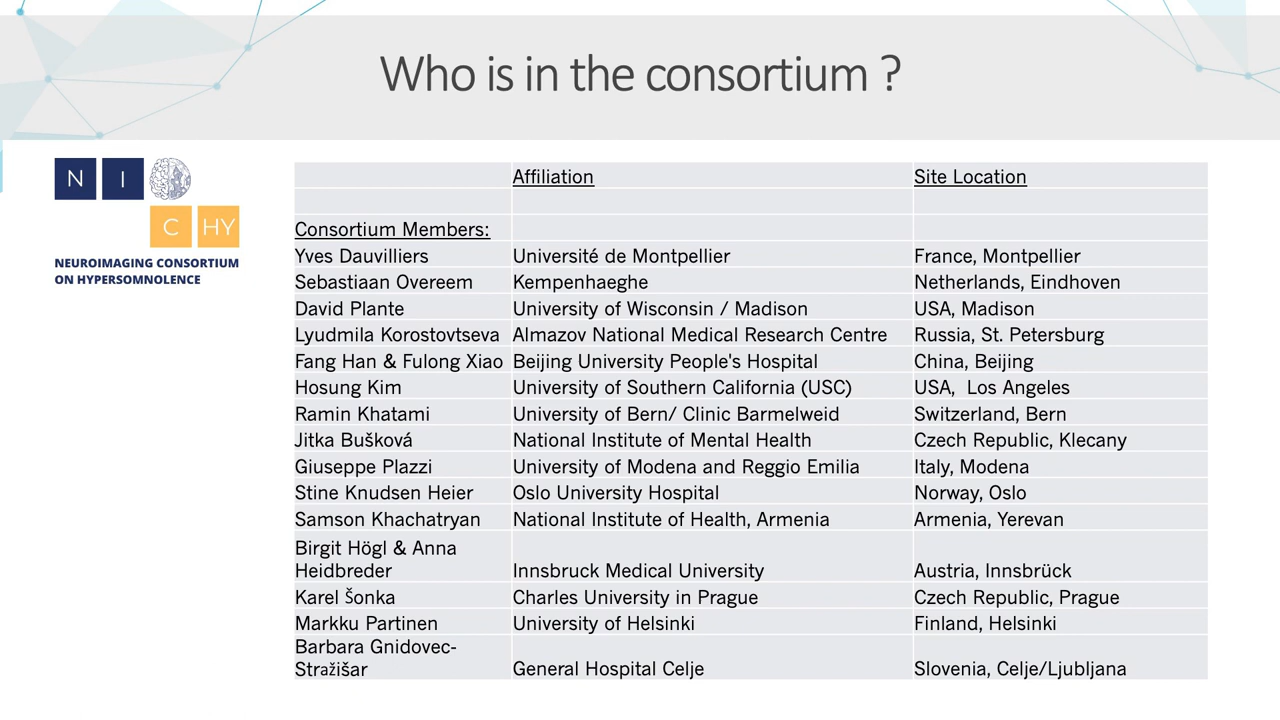 Who is in the consortium ?
N I
C HY
NEUROIMAGING CONSORTIUM
ON HYPERSOMNOLENCE
Affiliation Site Location
Consortium Members:
Yves Dauvilliers Université de Montpellier France, Montpellier
Sebastiaan Overeem Kempenhaeghe Netherlands, Eindhoven
David Plante University of Wisconsin / Madison USA, Madison
Lyudmila Korostovtseva Almazov National Medical Research Centre Russia, St. Petersburg
Fang Han & Fulong Xiao Beijing University People's Hospital China, Beijing
Hosung Kim University of Southern California (USC) USA,  Los Angeles
Ramin Khatami University of Bern/ Clinic Barmelweid Switzerland, Bern
Jitka Bušková National Institute of Mental Health Czech Republic, Klecany
Giuseppe Plazzi University of Modena and Reggio Emilia Italy, Modena
Stine Knudsen Heier Oslo University Hospital Norway, Oslo
Samson Khachatryan National Institute of Health, Armenia Armenia, Yerevan
Birgit Högl & Anna
Heidbreder Innsbruck Medical University Austria, Innsbrück
Karel Šonka Charles University in Prague Czech Republic, Prague
Markku Partinen University of Helsinki Finland, Helsinki
Barbara Gnidovec-
Stražišar General Hospital Celje Slovenia, Celje/Ljubljana